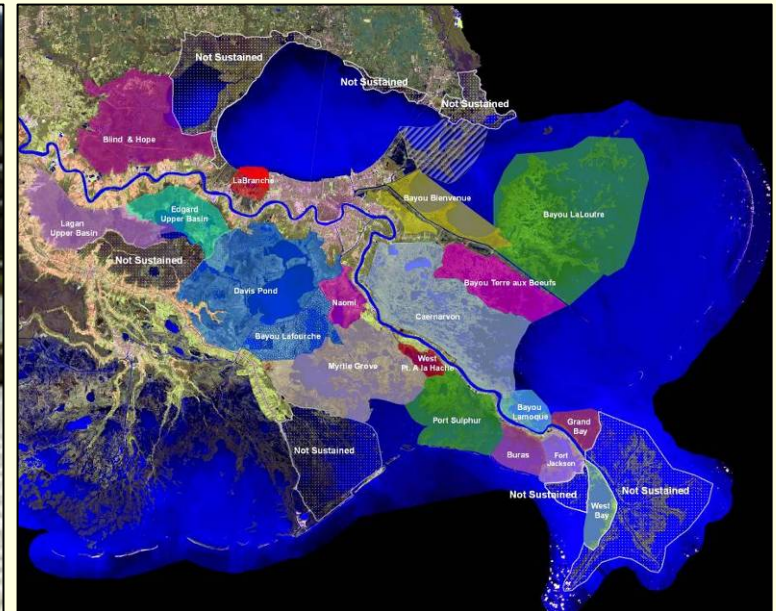 Not Sustained
Not Sustained
Not Sustained
Blind & Hope
LaBranche
Bayou Bienvenue
Edgard
Upper Basin
Lagan
Upper Basin
Bayou LaLoutre
Not Sustained
Davis Pond
Bayou Terre aux Boeufs
Naomi
Caernarvon
Bayou Lafourche
West
Pt. A la Hache
Myrtle Grove
Bayou
Lamoque
Port Sulphur
Grand
Bay
Not Sustained
Buras
Fort
Jackson
Not Sustained
Not Sustained
West
Bay